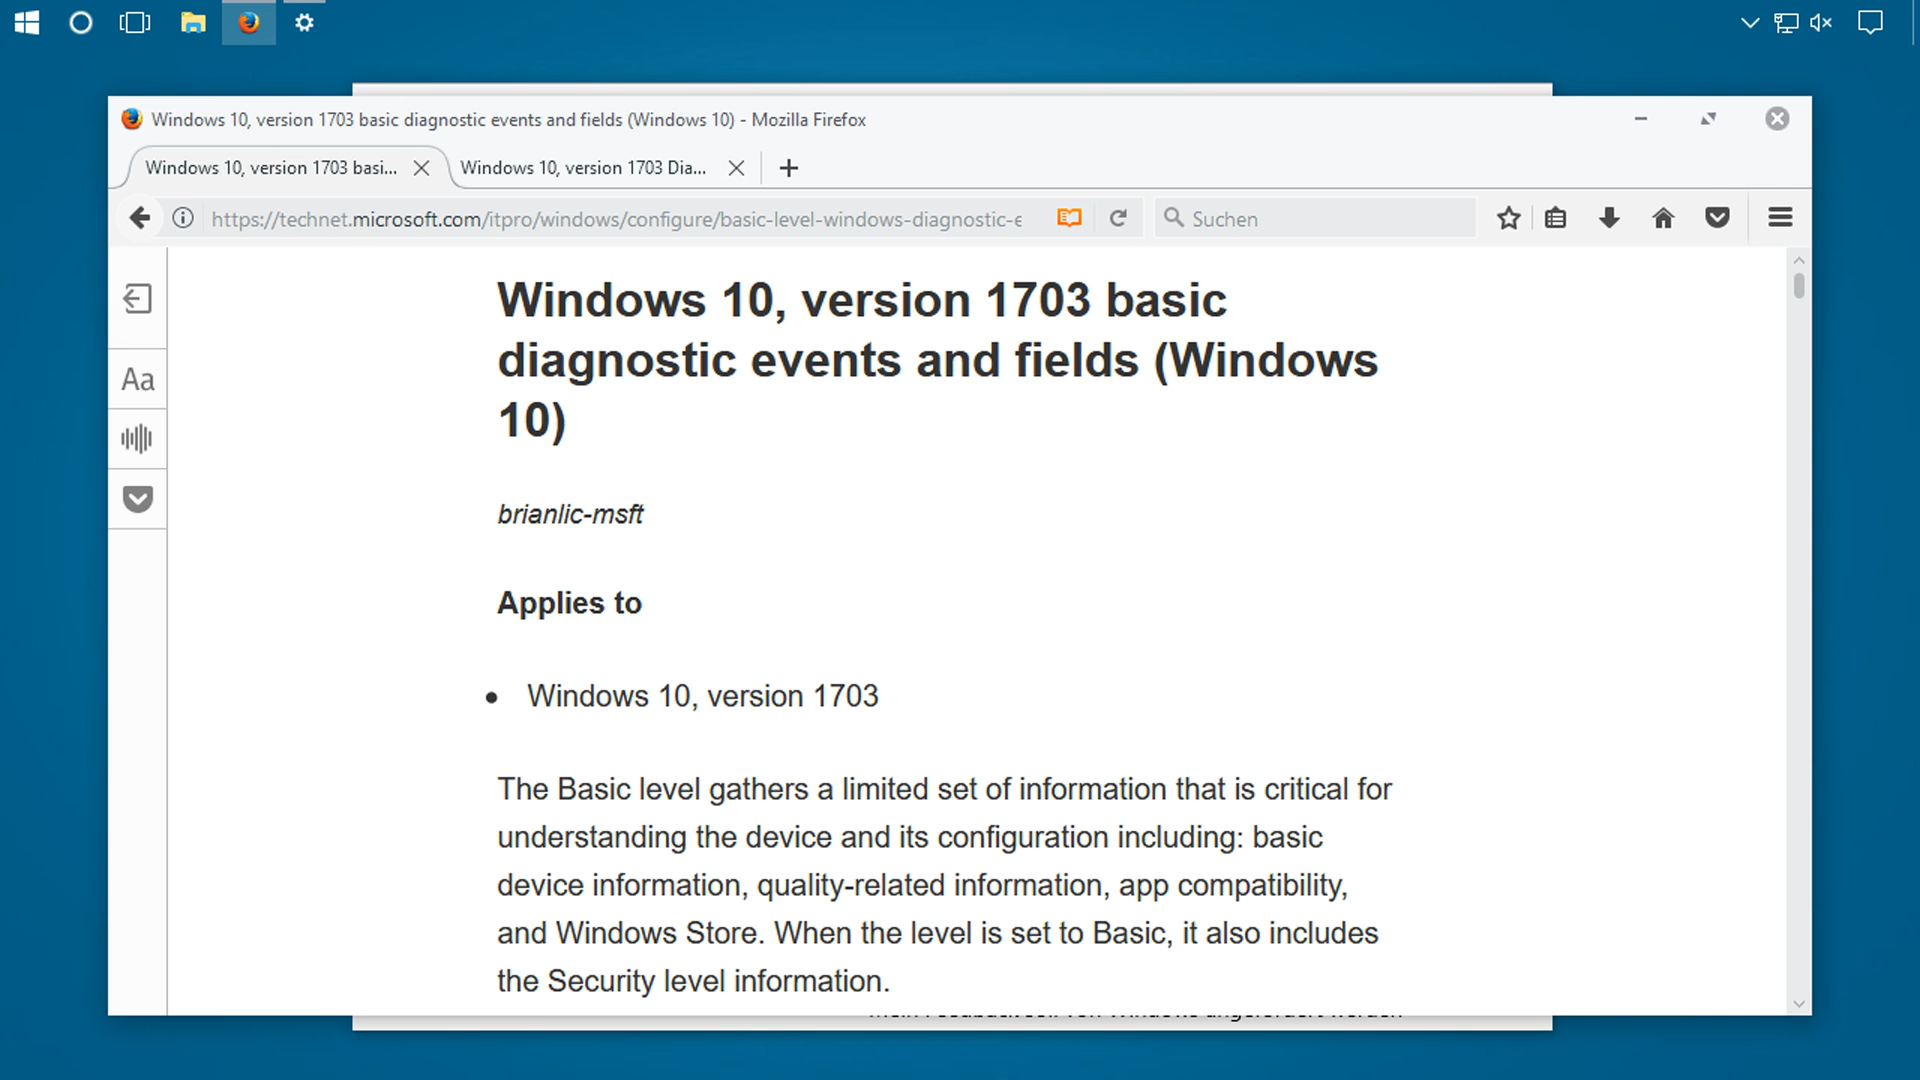 Windows 10, version 1703 basic diagnostic events and fields (Windows 10) - Mozilla Firefox
Windows 10, version 1703 basi...
Windows 10, version 1703 Dia...
https://technet.microsoft.com/itpro/windows/configure/basic-level-windows-diagnostic-e
Suchen
Aa
Windows 10, version 1703 basic
diagnostic events and fields (Windows
10)
brianlic-msft
Applies to
• Windows 10, version 1703
The Basic level gathers a limited set of information that is critical for
understanding the device and its configuration including: basic
device information, quality-related information, app compatibility,
and Windows Store. When the level is set to Basic, it also includes
the Security level information.